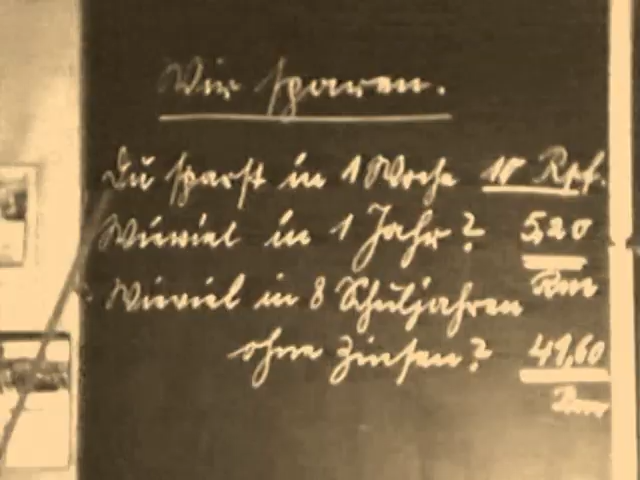 Wir sparen.
Du sparst in 1 Woche 10 Rpf.
Wieviel in 1 Jahr? 5,20
Rm
Wieviel in 8 Schuljahren
ohne Zinsen? 41,60
Rm